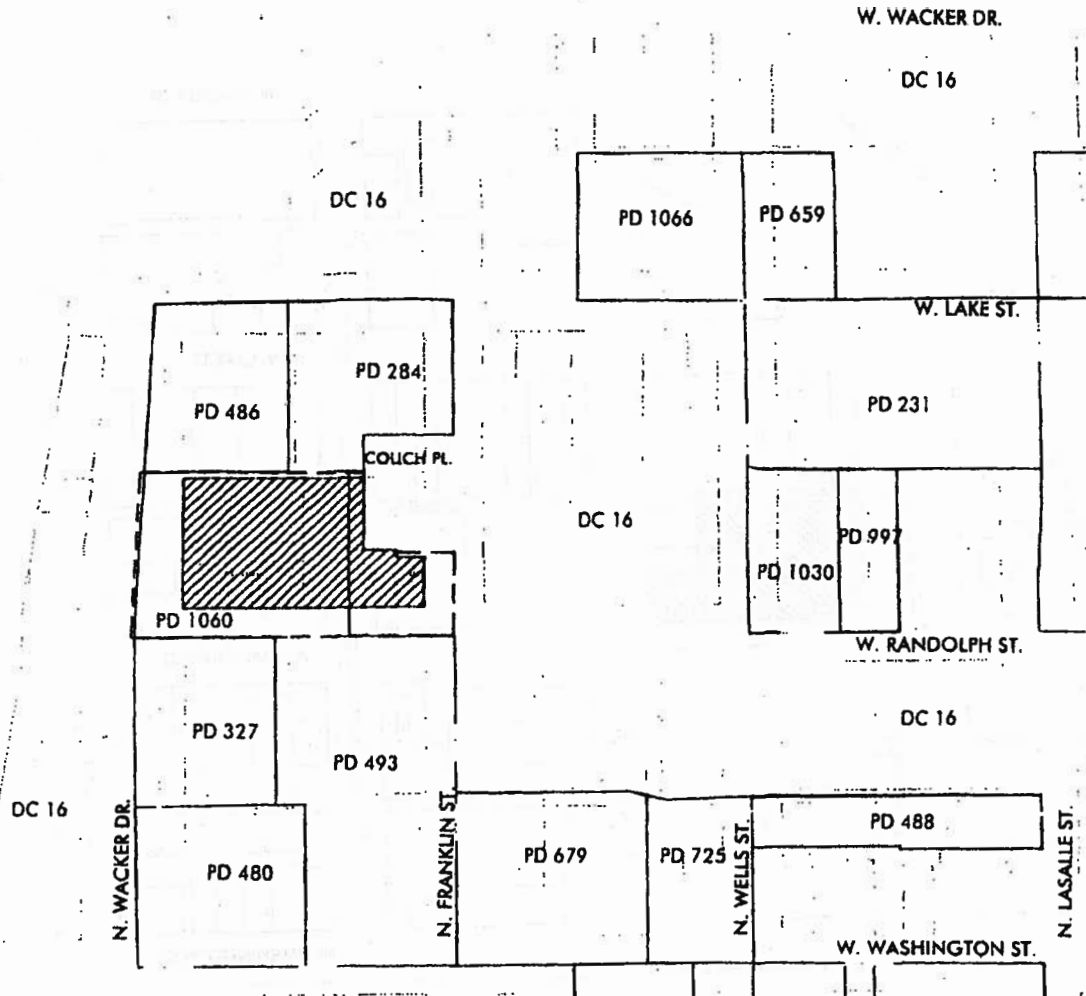 W. WACKER DR.
DC 16
DC 16
PD 1066
PD 659
W. LAKE ST.
PD 284
PD 231
PD 486
COUCH PL.
DC 16
PD 997
PD 1030
PD 1060
W. RANDOLPH ST.
DC 16
PD 327
PD 493
DC 16
PD 488
PD 679
PD 725
PD 480
N. WACKER DR.
N. FRANKLIN ST.
N. WELLS ST.
N. LASALLE ST.
W. WASHINGTON ST.